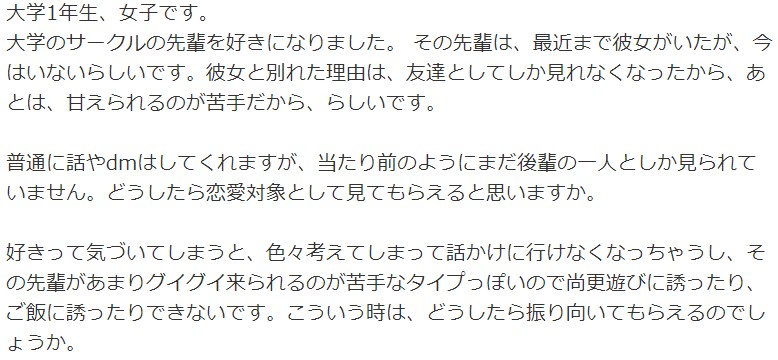 大学1年生、女子です。
大学のサークルの先輩を好きになりました。 その先輩は、最近まで彼女がいたが、今
はいないらしいです。彼女と別れた理由は、友達としてしか見れなくなったから、あ
とは、甘えられるのが苦手だから、らしいです。
普通に話やdmはしてくれますが、当たり前のようにまだ後輩の一人としか見られて
いません。どうしたら恋愛対象として見てもらえると思いますか。
好きって気づいてしまうと、色々考えてしまって話かけに行けなくなっちゃうし、そ
の先輩があまりグイグイ来られるのが苦手なタイプっぽいので尚更遊びに誘ったり、
ご飯に誘ったりできないです。こういう時は、どうしたら振り向いてもらえるのでし
ょうか。